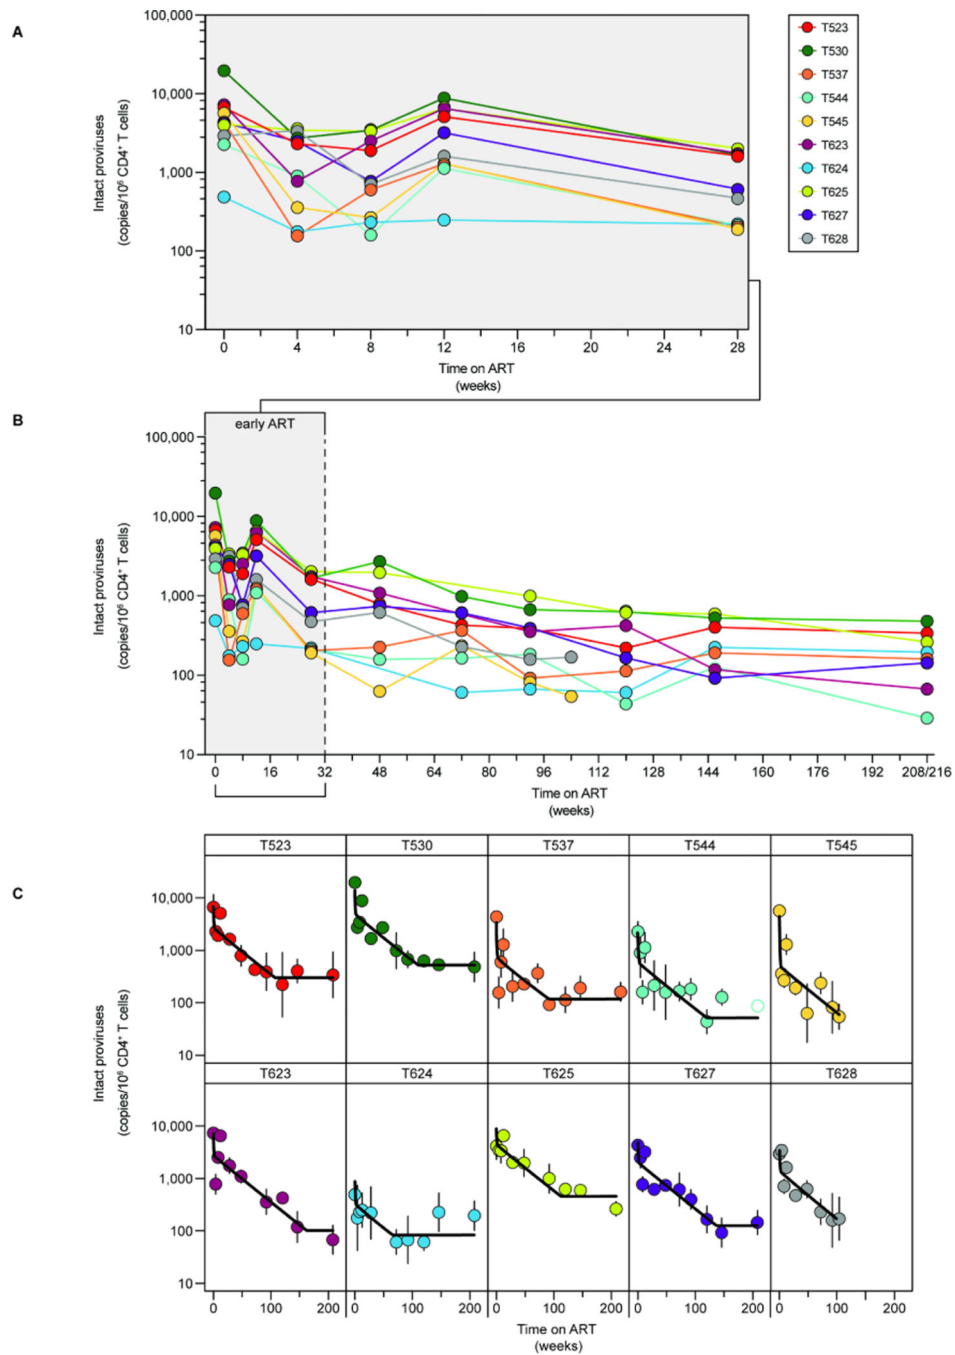 A
Intact proviruses
(copies/10⁶ CD4⁺ T cells)
100,000
10,000
1,000
100
10
0 4 8 12 16 20 24 28
Time on ART
(weeks)
T523
T530
T537
T544
T545
T623
T624
T625
T627
T628
B
early ART
Intact proviruses
(copies/10⁶ CD4⁺ T cells)
100,000
10,000
1,000
100
10
0 16 32 48 64 80 96 112 128 144 160 176 192 208/216
Time on ART
(weeks)
C
Intact proviruses
(copies/10⁶ CD4⁺ T cells)
T523 T530 T537 T544 T545
10,000
1,000
100
10
T623 T624 T625 T627 T628
10,000
1,000
100
10
0 100 200 0 100 200 0 100 200 0 100 200 0 100 200
Time on ART
(weeks)